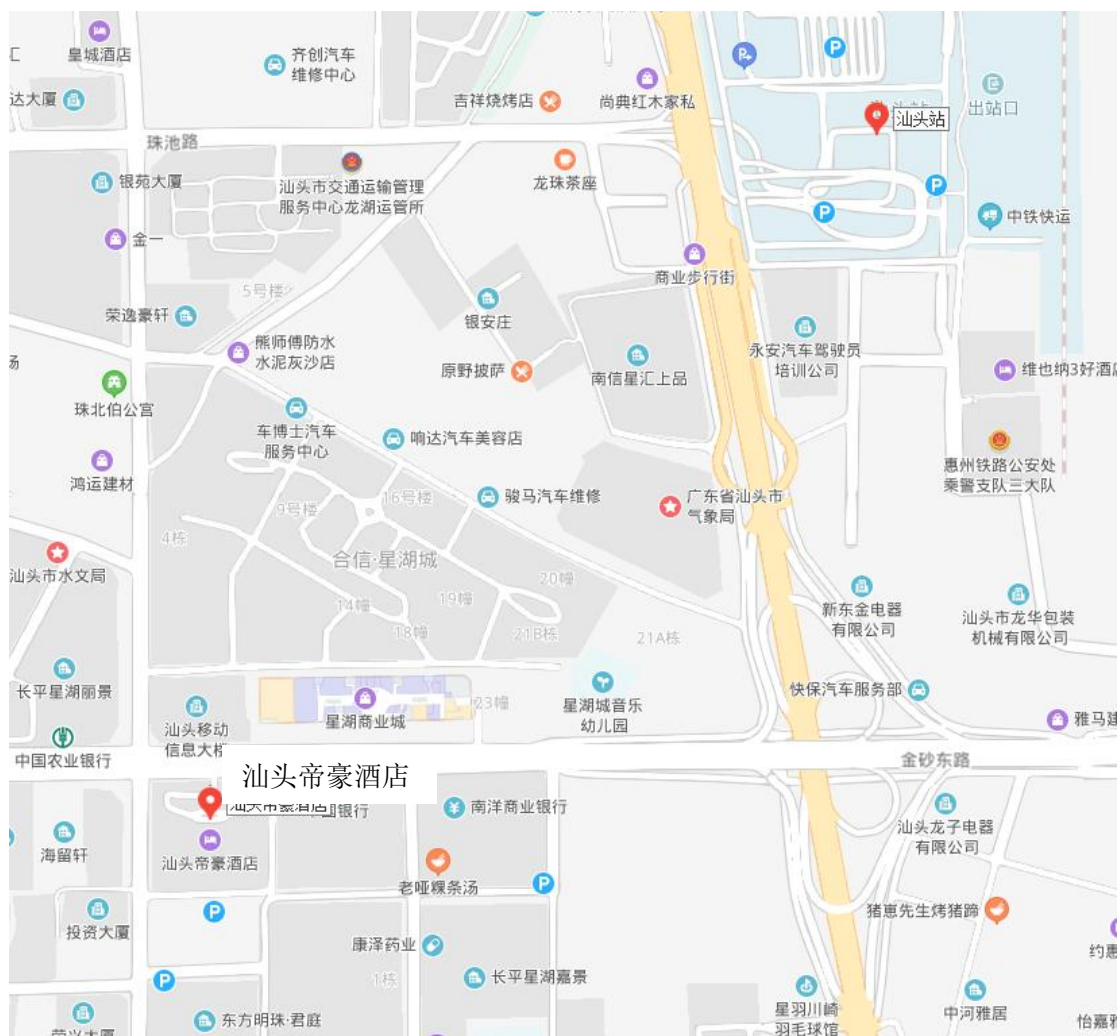 皇城酒店
汇
齐创汽车
维修中心
达大厦
吉祥烧烤店
尚典红木家私
出站口
汕头站
珠池路
银苑大厦
汕头市交通运输管理
服务中心龙湖运管所
龙珠茶座
中铁快运
金一
商业步行街
5号楼
荣逸豪轩
银安庄
熊师傅防水
水泥灰沙店
永安汽车驾驶员
培训公司
场
原野披萨
南信星汇上品
维也纳3好酒店
珠北伯公宫
车博士汽车
服务中心
响达汽车美容店
惠州铁路公安处
乘警支队三大队
鸿运建材
16号楼
骏马汽车维修
广东省汕头市
气象局
9号楼
4栋
合信·星湖城
汕头市水文局
20幢
14幢
19幢
新东金电器
有限公司
汕头市龙华包装
机械有限公司
18幢
21B栋
21A栋
长平星湖丽景
快保汽车服务部
23幢
星湖城音乐
幼儿园
汕头移动
信息大楼
星湖商业城
雅马建
中国农业银行
金砂东路
汕头帝豪酒店
汕头帝豪酒店
国银行
南洋商业银行
汕头龙子电器
有限公司
海留轩
汕头帝豪酒店
老哑粿条汤
猪惠先生烤猪蹄
投资大厦
康泽药业
约惠
1栋
长平星湖嘉景
星羽川崎
羽毛球馆
中河雅居
东方明珠·君庭
怡嘉雅
荣兴大厦